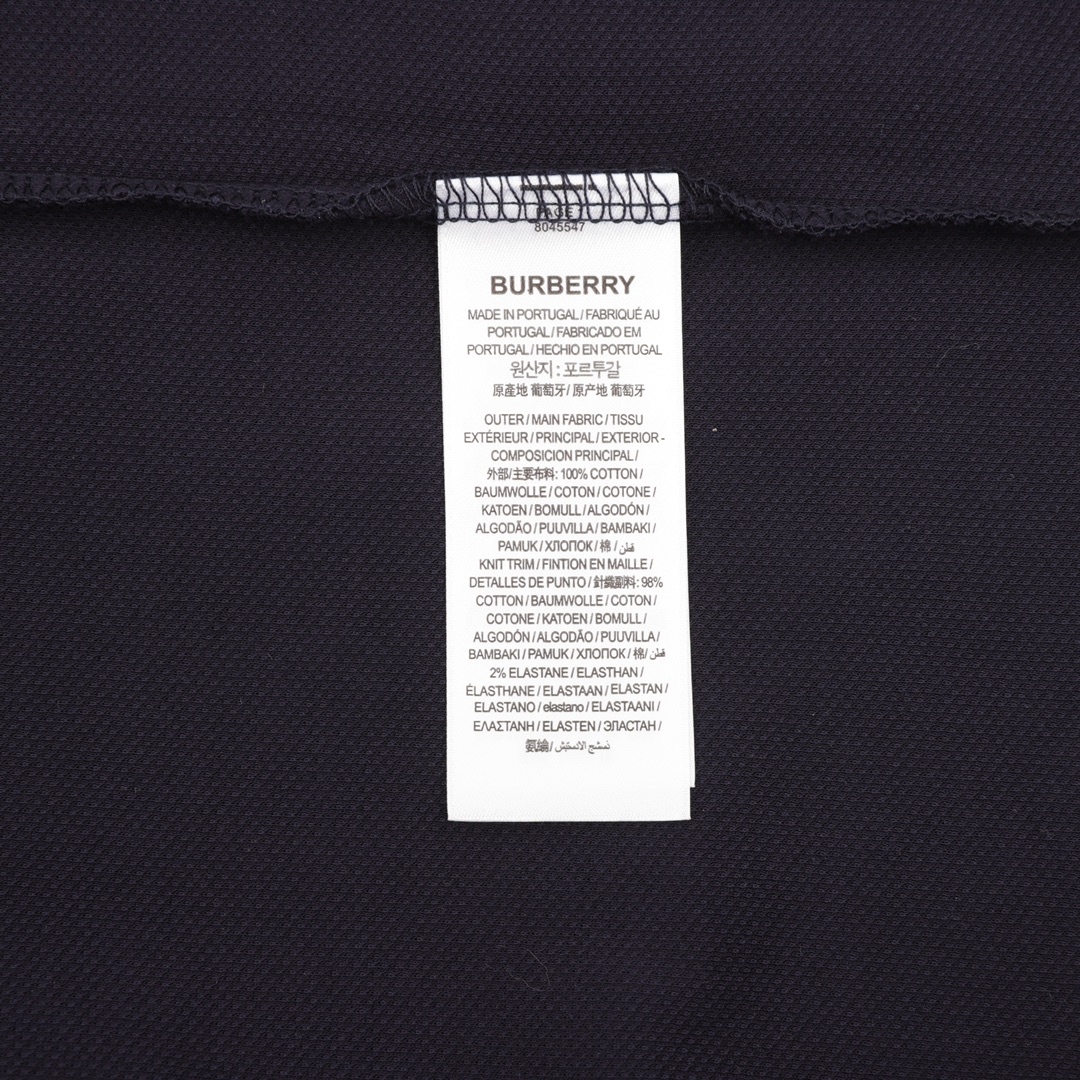 PAGE
8045547
BURBERRY
MADE IN PORTUGAL / FABRIQUÉ AU
PORTUGAL / FABRICADO EM
PORTUGAL / HECHIO EN PORTUGAL
원산지 : 포르투갈
原產地 葡萄牙 / 原产地 葡萄牙
OUTER / MAIN FABRIC / TISSU
EXTÉRIEUR / PRINCIPAL / EXTERIOR -
COMPOSICION PRINCIPAL /
外部/主要布料: 100% COTTON /
BAUMWOLLE / COTON / COTONE /
KATOEN / BOMULL / ALGODÓN /
ALGODÃO / PUUVILLA / BAMBAKI /
PAMUK / ХЛОПОК / 棉 / قطن
KNIT TRIM / FINTION EN MAILLE /
DETALLES DE PUNTO / 針織副料: 98%
COTTON / BAUMWOLLE / COTON /
COTONE / KATOEN / BOMULL /
ALGODÓN / ALGODÃO / PUUVILLA /
BAMBAKI / PAMUK / ХЛОПОК / 棉/ قطن
2% ELASTANE / ELASTHAN /
ÉLASTHANE / ELASTAAN / ELASTAN /
ELASTANO / elastano / ELASTAANI /
ΕΛΑΣΤΑΝΗ / ELASTEN / ЭЛАСТАН /
氨綸 /